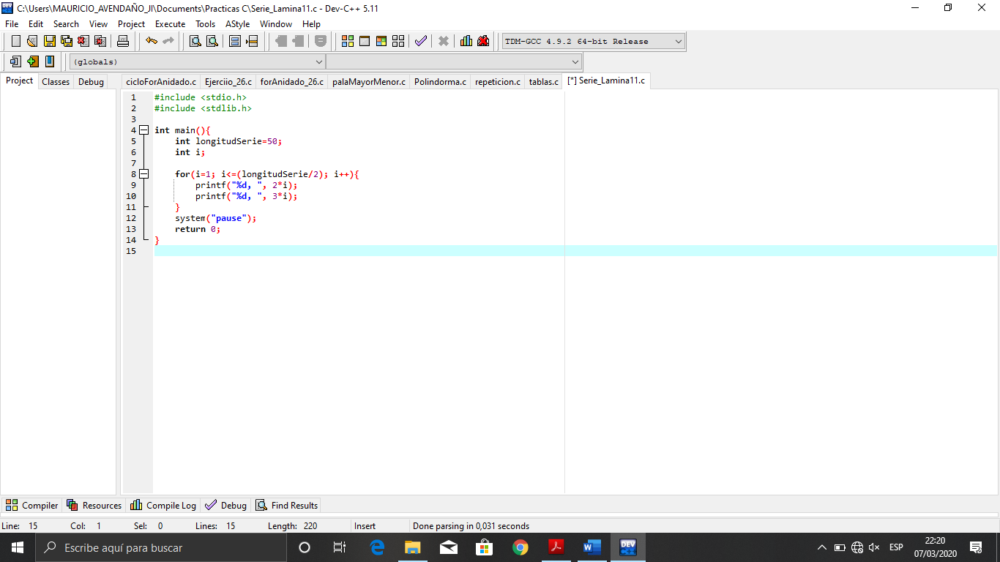 C:\Users\MAURICIO_AVENDAÑO_JI\Documents\Practicas C\Serie_Lamina11.c - Dev-C++ 5.11
File Edit Search View Project Execute Tools AStyle Window Help
TDM-GCC 4.9.2 64-bit Release
(globals)
Project Classes Debug cicloForAnidado.c Ejerciio_26.c forAnidado_26.c palaMayorMenor.c Polindorma.c repeticion.c tablas.c [*] Serie_Lamina11.c
1 #include <stdio.h>
2 #include <stdlib.h>
3
4 int main(){
5 int longitudSerie=50;
6 int i;
7
8 for(i=1; i<=(longitudSerie/2); i++){
9 printf("%d, ", 2*i);
10 printf("%d, ", 3*i);
11 }
12 system("pause");
13 return 0;
14 }
15
Compiler Resources Compile Log Debug Find Results
Line: 15 Col: 1 Sel: 0 Lines: 15 Length: 220 Insert Done parsing in 0,031 seconds
Escribe aquí para buscar
DEV
ESP
22:20
07/03/2020